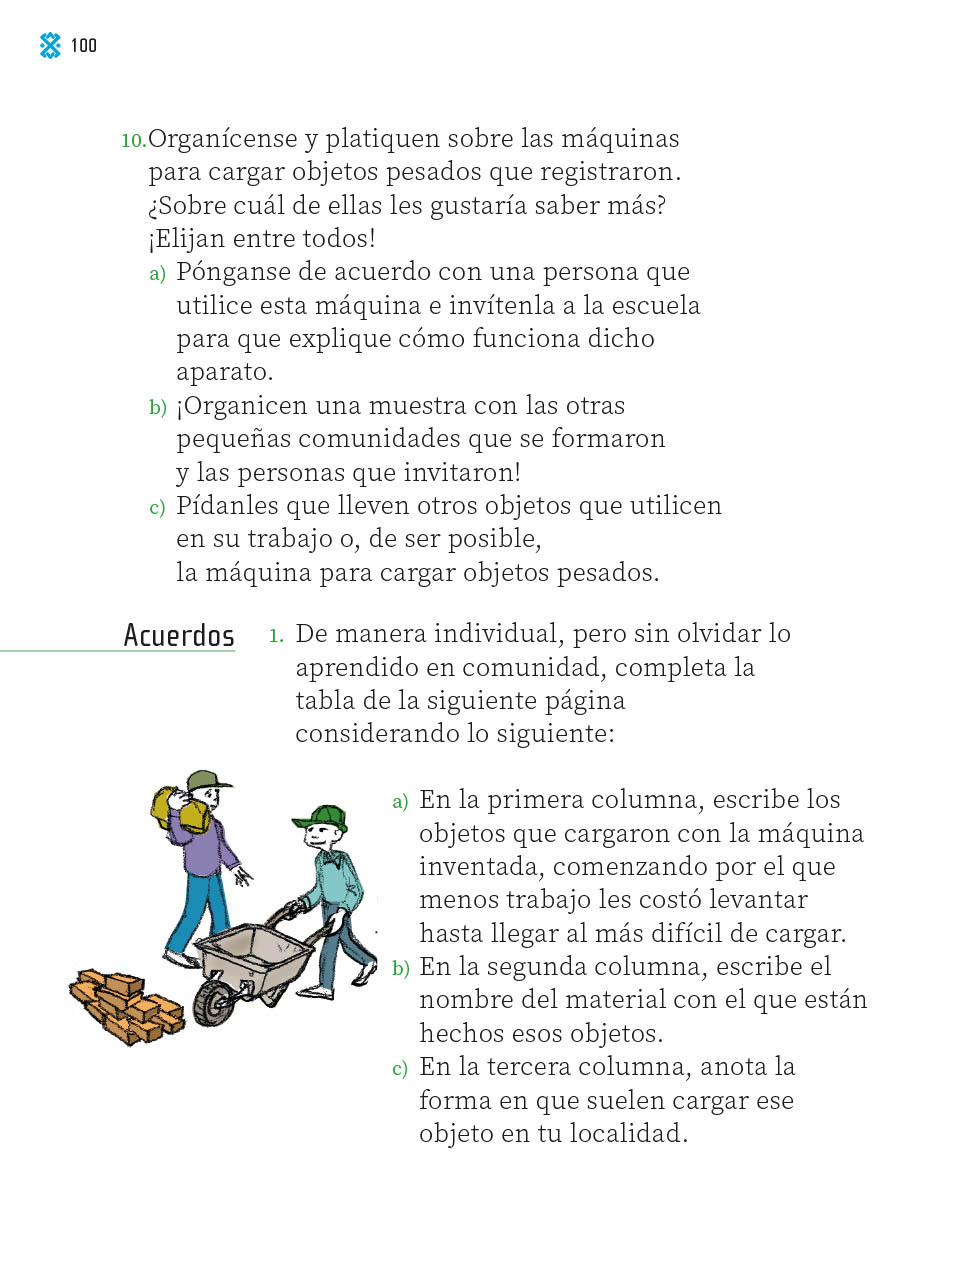 100
10.Organícense y platiquen sobre las máquinas
para cargar objetos pesados que registraron.
¿Sobre cuál de ellas les gustaría saber más?
¡Elijan entre todos!
a) Pónganse de acuerdo con una persona que
utilice esta máquina e invítenla a la escuela
para que explique cómo funciona dicho
aparato.
b) ¡Organicen una muestra con las otras
pequeñas comunidades que se formaron
y las personas que invitaron!
c) Pídanles que lleven otros objetos que utilicen
en su trabajo o, de ser posible,
la máquina para cargar objetos pesados.
Acuerdos
1. De manera individual, pero sin olvidar lo
aprendido en comunidad, completa la
tabla de la siguiente página
considerando lo siguiente:
a) En la primera columna, escribe los
objetos que cargaron con la máquina
inventada, comenzando por el que
menos trabajo les costó levantar
hasta llegar al más difícil de cargar.
b) En la segunda columna, escribe el
nombre del material con el que están
hechos esos objetos.
c) En la tercera columna, anota la
forma en que suelen cargar ese
objeto en tu localidad.